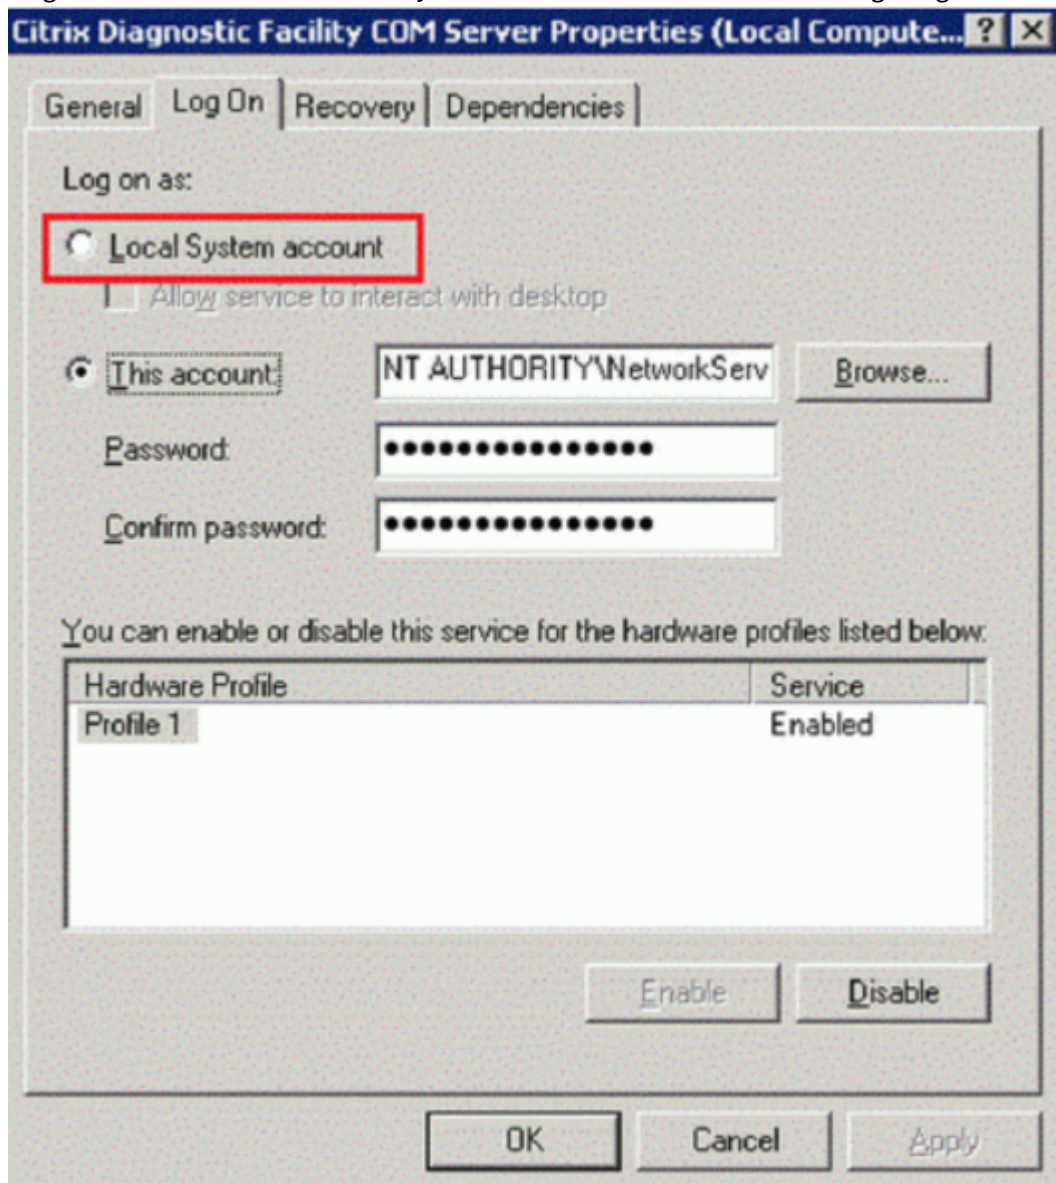 Citrix Diagnostic Facility COM Server Properties (Local Compute... ? X
General Log On Recovery Dependencies
Log on as:
Local System account
Allow service to interact with desktop
This account: NT AUTHORITY\NetworkServ Browse...
Password: ●●●●●●●●●●●●●●●
Confirm password: ●●●●●●●●●●●●●●●
You can enable or disable this service for the hardware profiles listed below:
Hardware Profile Service
Profile 1 Enabled
Enable Disable
OK Cancel Apply